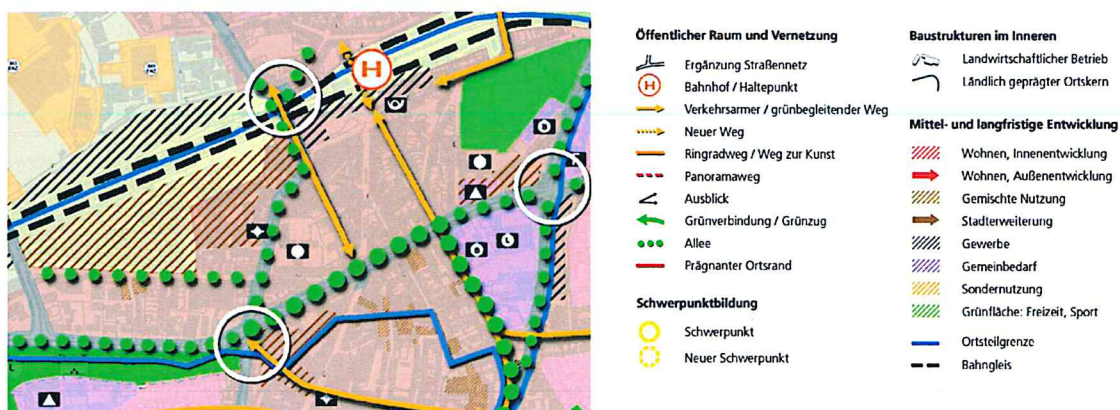 H
L
L
Öffentlicher Raum und Vernetzung
Ergänzung Straßennetz
H
Bahnhof / Haltepunkt
Verkehrsarmer / grünbegleitender Weg
Neuer Weg
Ringradweg / Weg zur Kunst
Panoramaweg
Ausblick
Grünverbindung / Grünzug
Allee
Prägnanter Ortsrand
Schwerpunktbildung
Schwerpunkt
Neuer Schwerpunkt
Baustrukturen im Inneren
Landwirtschaftlicher Betrieb
Ländlich geprägter Ortskern
Mittel- und langfristige Entwicklung
Wohnen, Innenentwicklung
Wohnen, Außenentwicklung
Gemischte Nutzung
Stadterweiterung
Gewerbe
Gemeinbedarf
Sondernutzung
Grünfläche: Freizeit, Sport
Ortsteilgrenze
Bahngleis